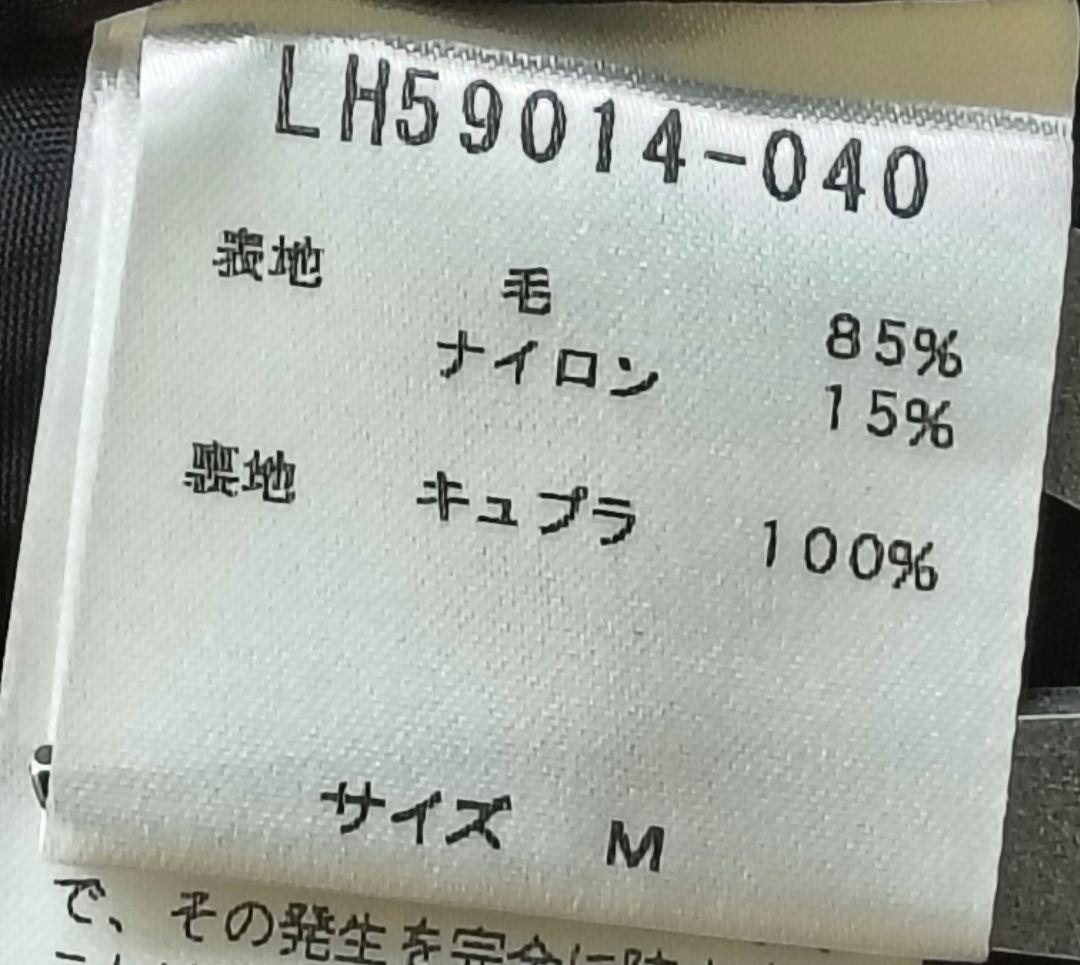 LH59014-040
表地 毛 85%
ナイロン 15%
裏地 キュプラ 100%
サイズ M
で、その発生を完全に